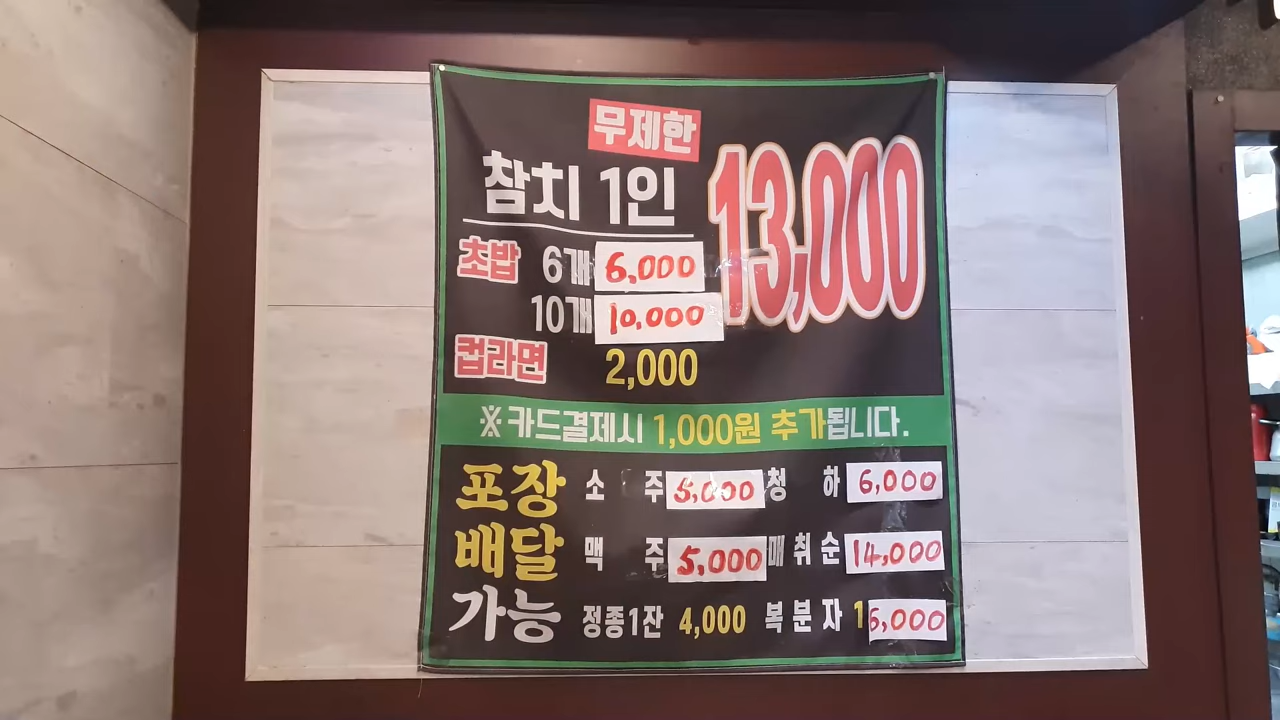 무제한
참치 1인 13,000
초밥 6개 6,000
10개 10,000
컵라면 2,000
※카드결제시 1,000원 추가됩니다.
포장 소 주 5,000 청 하 6,000
배달 맥 주 5,000 매 취 순 14,000
가능 정종1잔 4,000 복 분 자 16,000